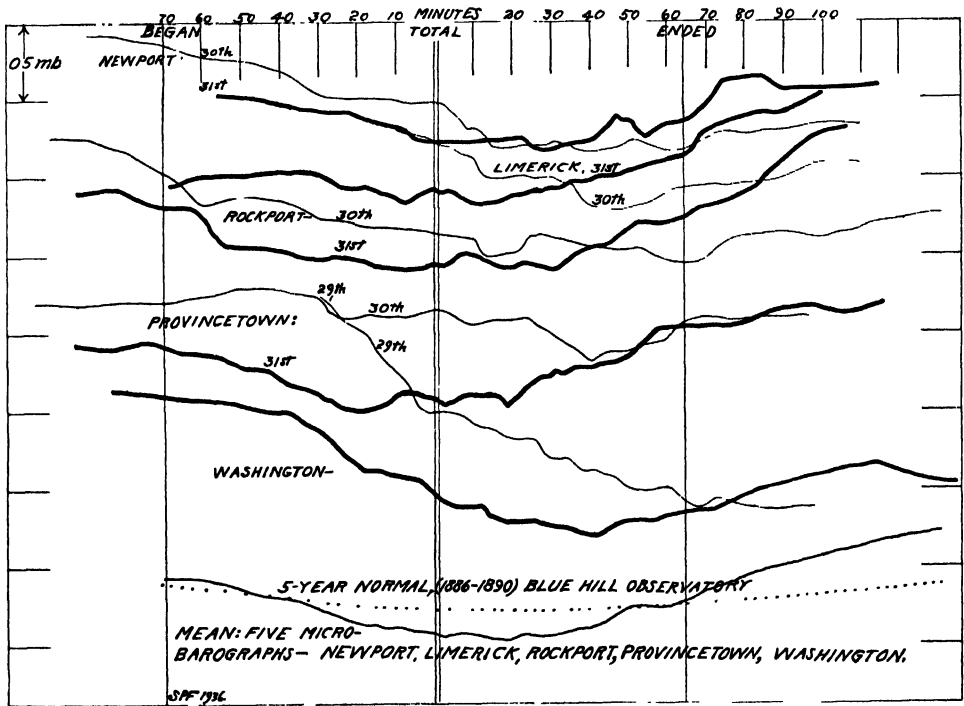 MINUTES
70 60 50 40 30 20 10 20 30 40 50 60 70 80 90 100
BEGAN TOTAL ENDED
05 mb
NEWPORT 30th
31st
LIMERICK, 31st
30th
ROCKPORT— 30th
31st
29th
30th
PROVINCETOWN:
29th
31st
WASHINGTON—
5-YEAR NORMAL, (1886-1890) BLUE HILL OBSERVATORY
MEAN: FIVE MICRO-
BAROGRAPHS— NEWPORT, LIMERICK, ROCKPORT, PROVINCETOWN, WASHINGTON.
SPF 1936